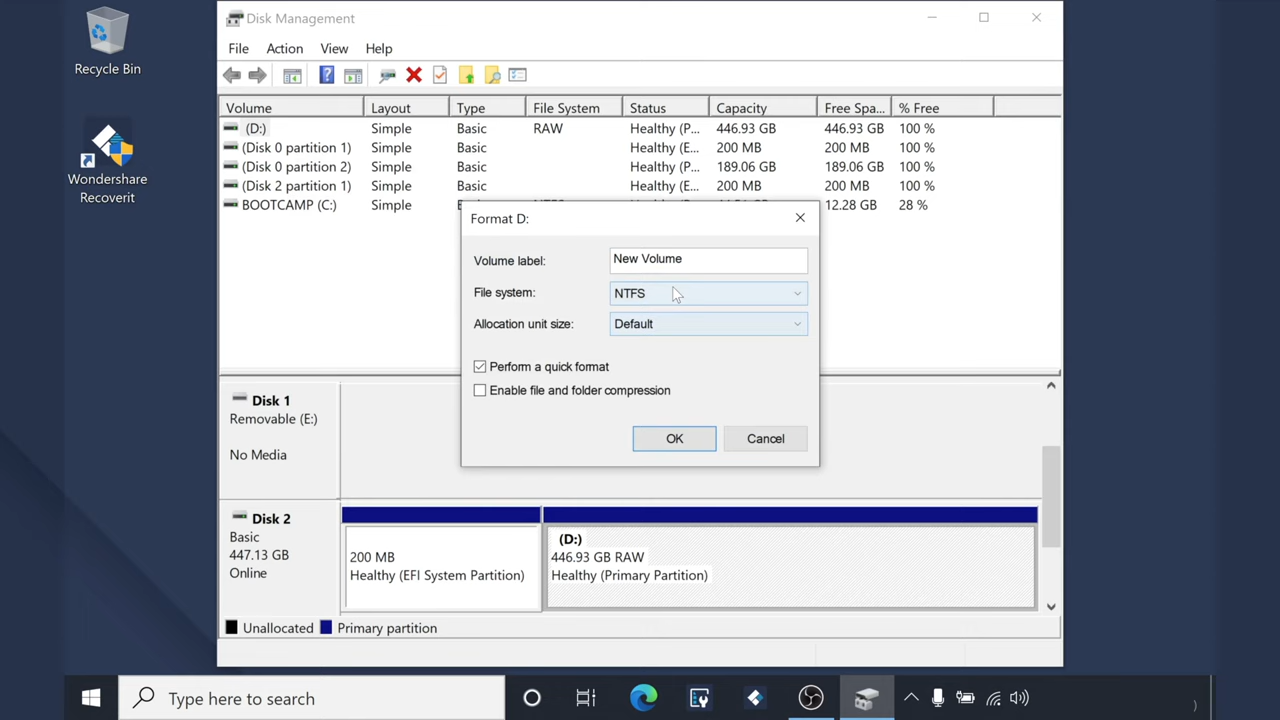 Recycle Bin
Wondershare
Recoverit
Disk Management
File Action View Help
Volume Layout Type File System Status Capacity Free Spa... % Free
(D:) Simple Basic RAW Healthy (P... 446.93 GB 446.93 GB 100 %
(Disk 0 partition 1) Simple Basic Healthy (E... 200 MB 200 MB 100 %
(Disk 0 partition 2) Simple Basic Healthy (P... 189.06 GB 189.06 GB 100 %
(Disk 2 partition 1) Simple Basic Healthy (E... 200 MB 200 MB 100 %
BOOTCAMP (C:) Simple 12.28 GB 28 %
Format D:
Volume label: New Volume
File system: NTFS
Allocation unit size: Default
Perform a quick format
Enable file and folder compression
OK Cancel
Disk 1
Removable (E:)
No Media
Disk 2
Basic
447.13 GB
Online
200 MB
Healthy (EFI System Partition)
(D:)
446.93 GB RAW
Healthy (Primary Partition)
Unallocated Primary partition
Type here to search